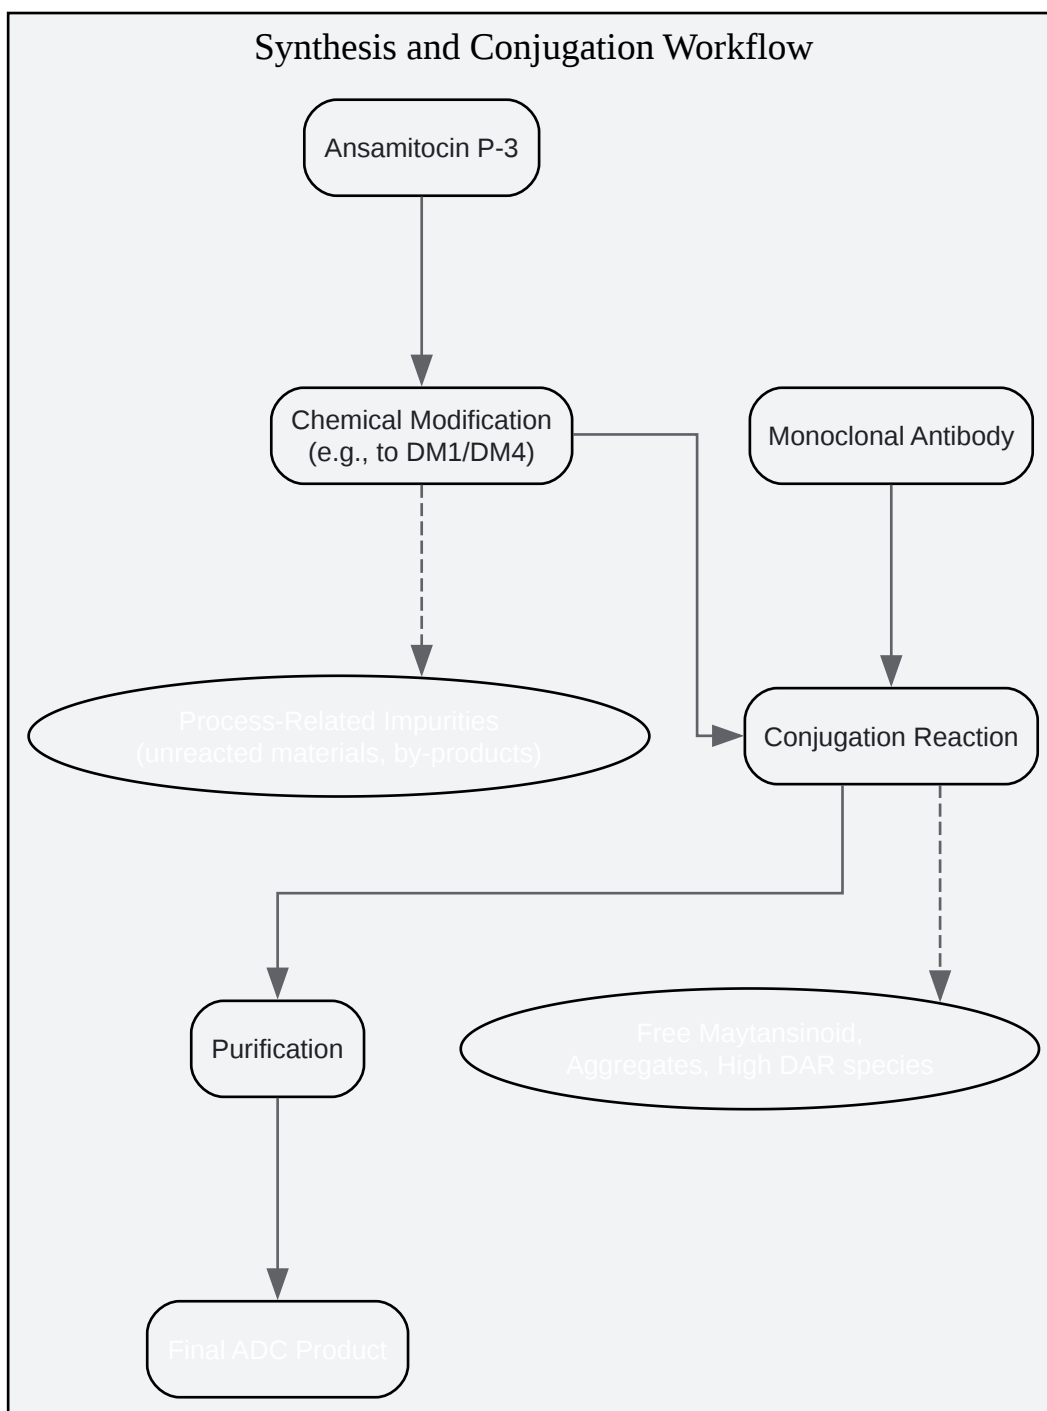 Synthesis and Conjugation Workflow
Ansamitocin P-3
Chemical Modification
(e.g., to DM1/DM4)
Monoclonal Antibody
Process-Related Impurities
(unreacted materials, by-products)
Conjugation Reaction
Purification
Free Maytansinoid,
Aggregates, High DAR species
Final ADC Product